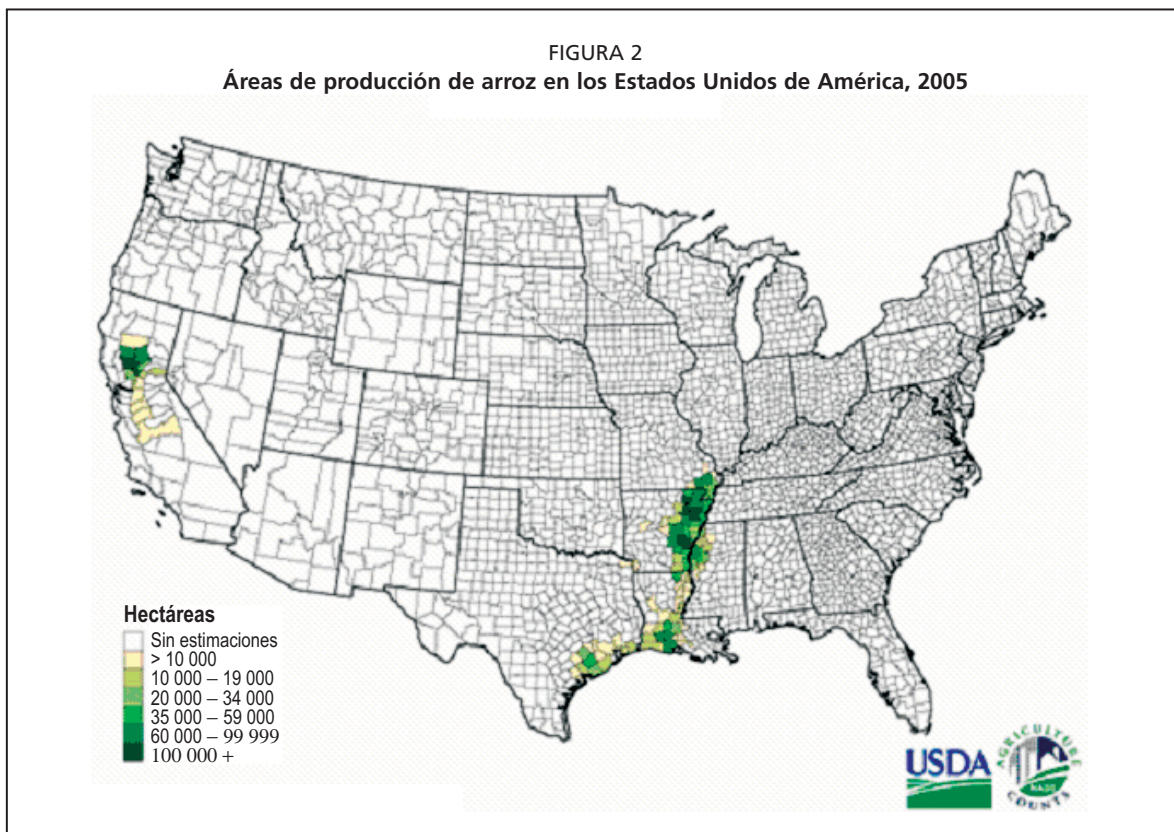 FIGURA 2
Áreas de producción de arroz en los Estados Unidos de América, 2005
Hectáreas
Sin estimaciones
> 10 000
10 000 – 19 000
20 000 – 34 000
35 000 – 59 000
60 000 – 99 999
100 000 +
USDA
AGRICULTURE
COUNTS